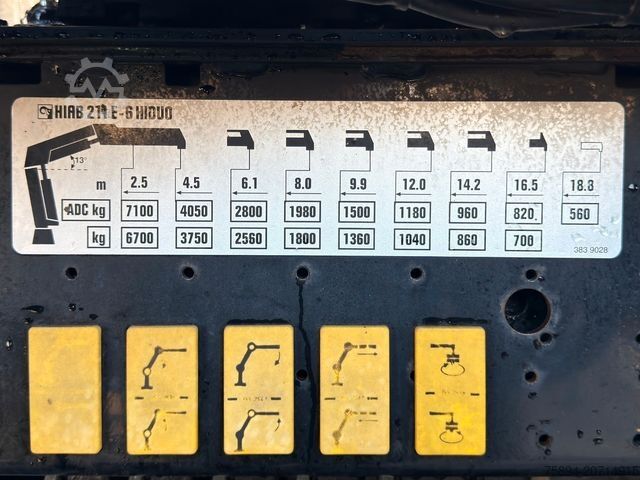 HIAB 211 E-6 HIDUO
13°
m 2.5 4.5 6.1 8.0 9.9 12.0 14.2 16.5 18.8
ADC kg 7100 4050 2800 1980 1500 1180 960 820 560
kg 6700 3750 2560 1800 1360 1040 860 700
383 9028